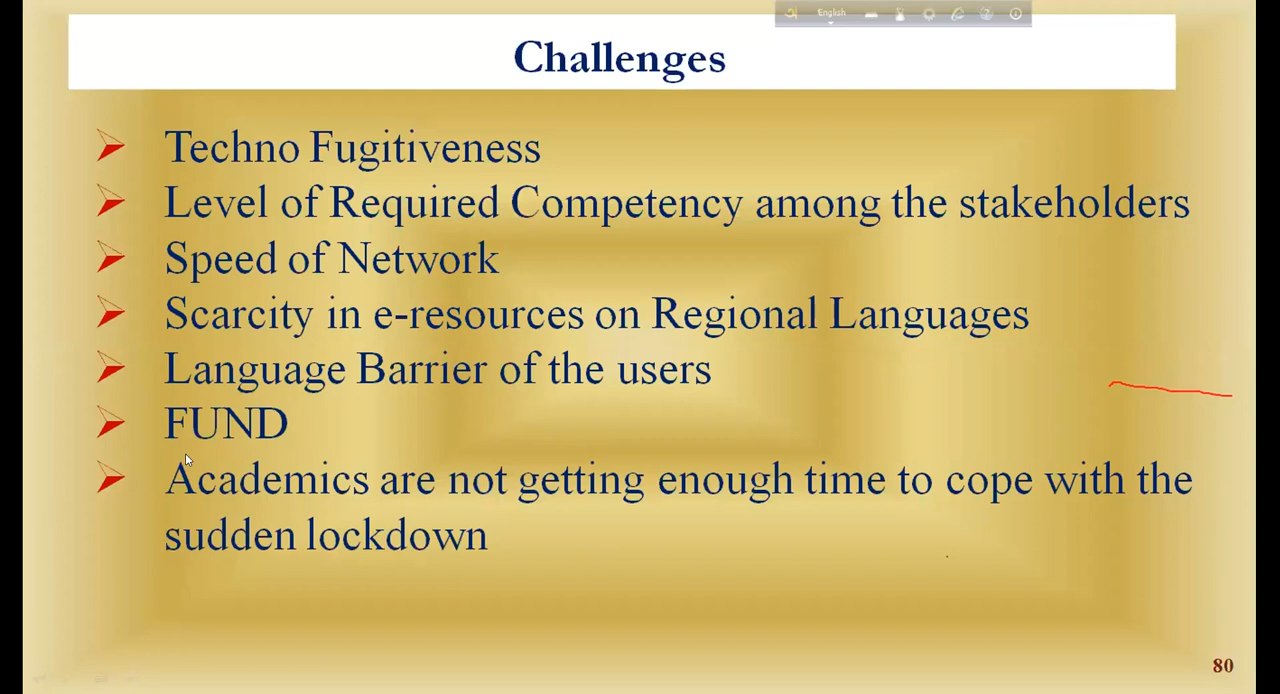 অ English
Challenges
Techno Fugitiveness
Level of Required Competency among the stakeholders
Speed of Network
Scarcity in e-resources on Regional Languages
Language Barrier of the users
FUND
Academics are not getting enough time to cope with the
sudden lockdown
80